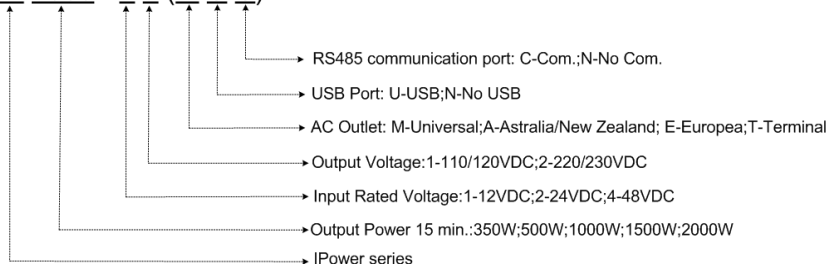 RS485 communication port: C-Com.;N-No Com.
USB Port: U-USB;N-No USB
AC Outlet: M-Universal;A-Astralia/New Zealand; E-Europea;T-Terminal
Output Voltage:1-110/120VDC;2-220/230VDC
Input Rated Voltage:1-12VDC;2-24VDC;4-48VDC
Output Power 15 min.:350W;500W;1000W;1500W;2000W
IPower series